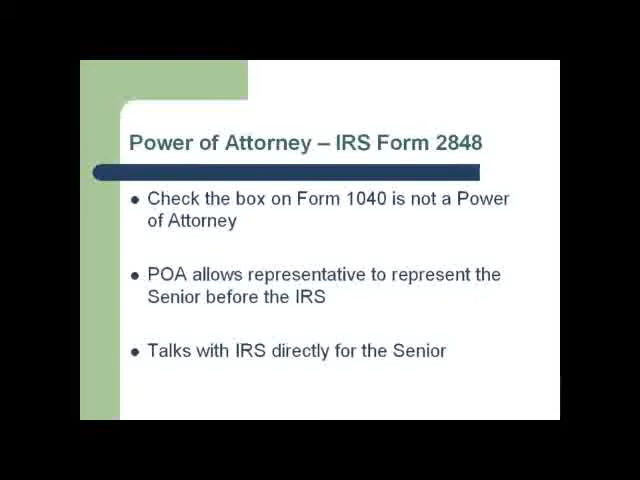 Power of Attorney – IRS Form 2848
• Check the box on Form 1040 is not a Power
of Attorney
• POA allows representative to represent the
Senior before the IRS
• Talks with IRS directly for the Senior